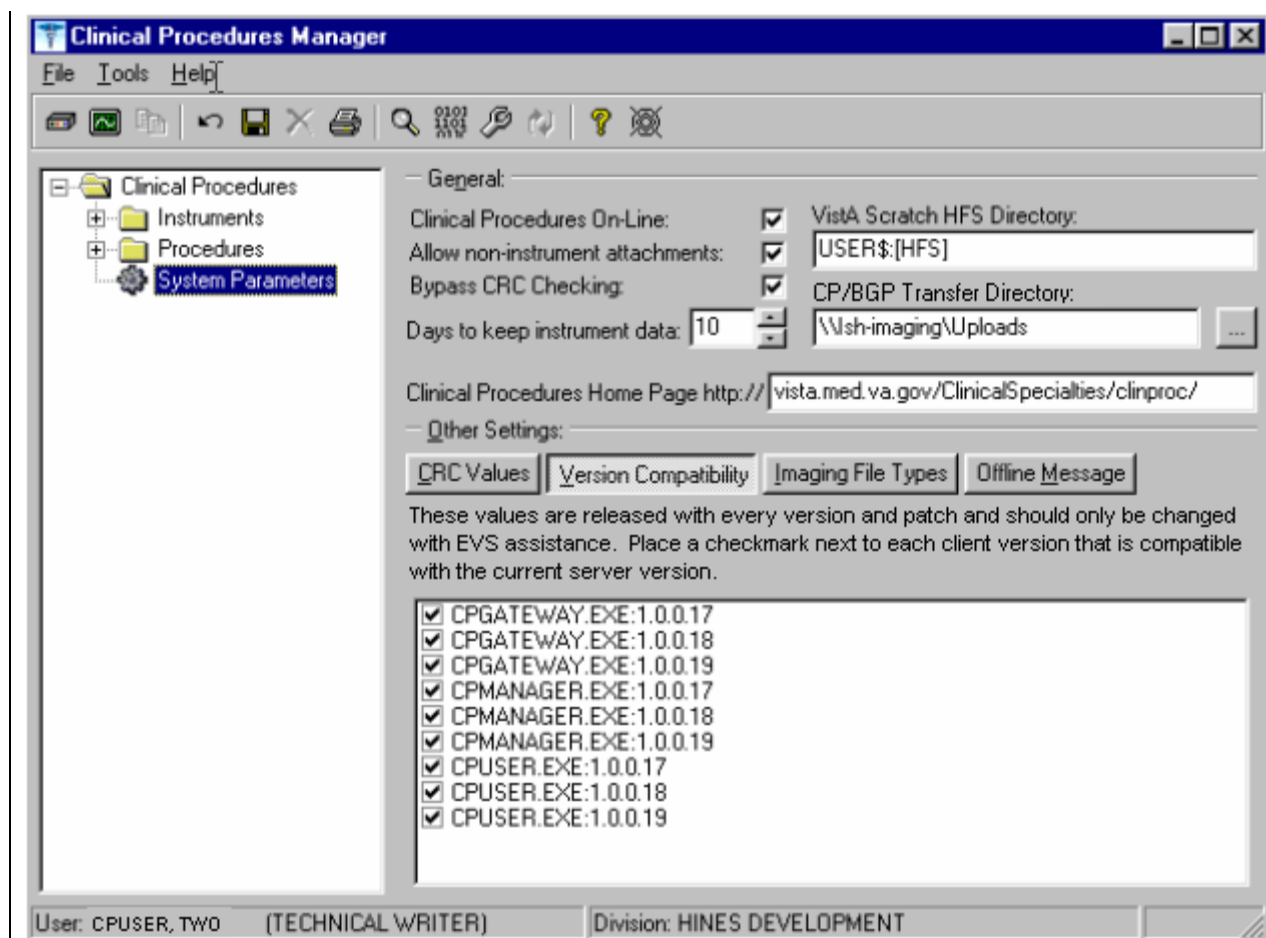 Clinical Procedures Manager
File Tools Help
Clinical Procedures
Instruments
Procedures
System Parameters
General:
Clinical Procedures On-Line:
Allow non-instrument attachments:
Bypass CRC Checking:
Days to keep instrument data: 10
VistA Scratch HFS Directory:
USER$:[HFS]
CP/BGP Transfer Directory:
\\Ish-imaging\Uploads
...
Clinical Procedures Home Page http:// vista.med.va.gov/ClinicalSpecialties/clinproc/
Other Settings:
CRC Values Version Compatibility Imaging File Types Offline Message
These values are released with every version and patch and should only be changed
with EVS assistance. Place a checkmark next to each client version that is compatible
with the current server version.
CPGATEWAY.EXE:1.0.0.17
CPGATEWAY.EXE:1.0.0.18
CPGATEWAY.EXE:1.0.0.19
CPMANAGER.EXE:1.0.0.17
CPMANAGER.EXE:1.0.0.18
CPMANAGER.EXE:1.0.0.19
CPUSER.EXE:1.0.0.17
CPUSER.EXE:1.0.0.18
CPUSER.EXE:1.0.0.19
User: CPUSER, TWO (TECHNICAL WRITER) Division: HINES DEVELOPMENT